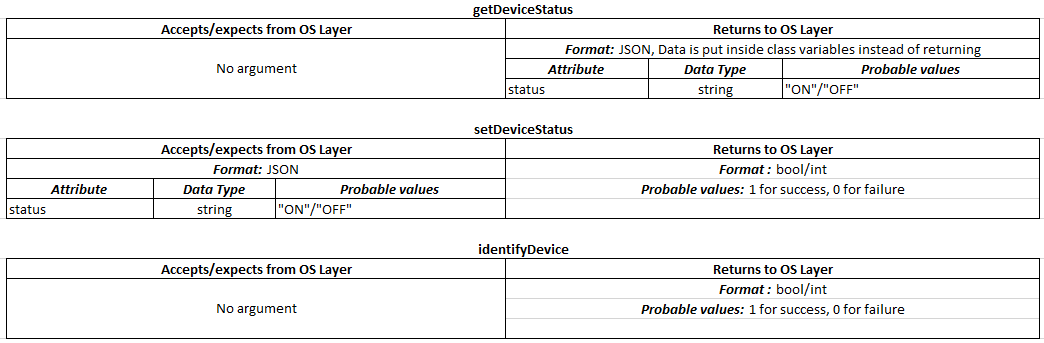 getDeviceStatus
Accepts/expects from OS Layer Returns to OS Layer
No argument Format: JSON, Data is put inside class variables instead of returning
Attribute Data Type Probable values
status string "ON"/"OFF"
setDeviceStatus
Accepts/expects from OS Layer Returns to OS Layer
Format: JSON Format : bool/int
Attribute Data Type Probable values Probable values: 1 for success, 0 for failure
status string "ON"/"OFF"
identifyDevice
Accepts/expects from OS Layer Returns to OS Layer
No argument Format : bool/int
Probable values: 1 for success, 0 for failure